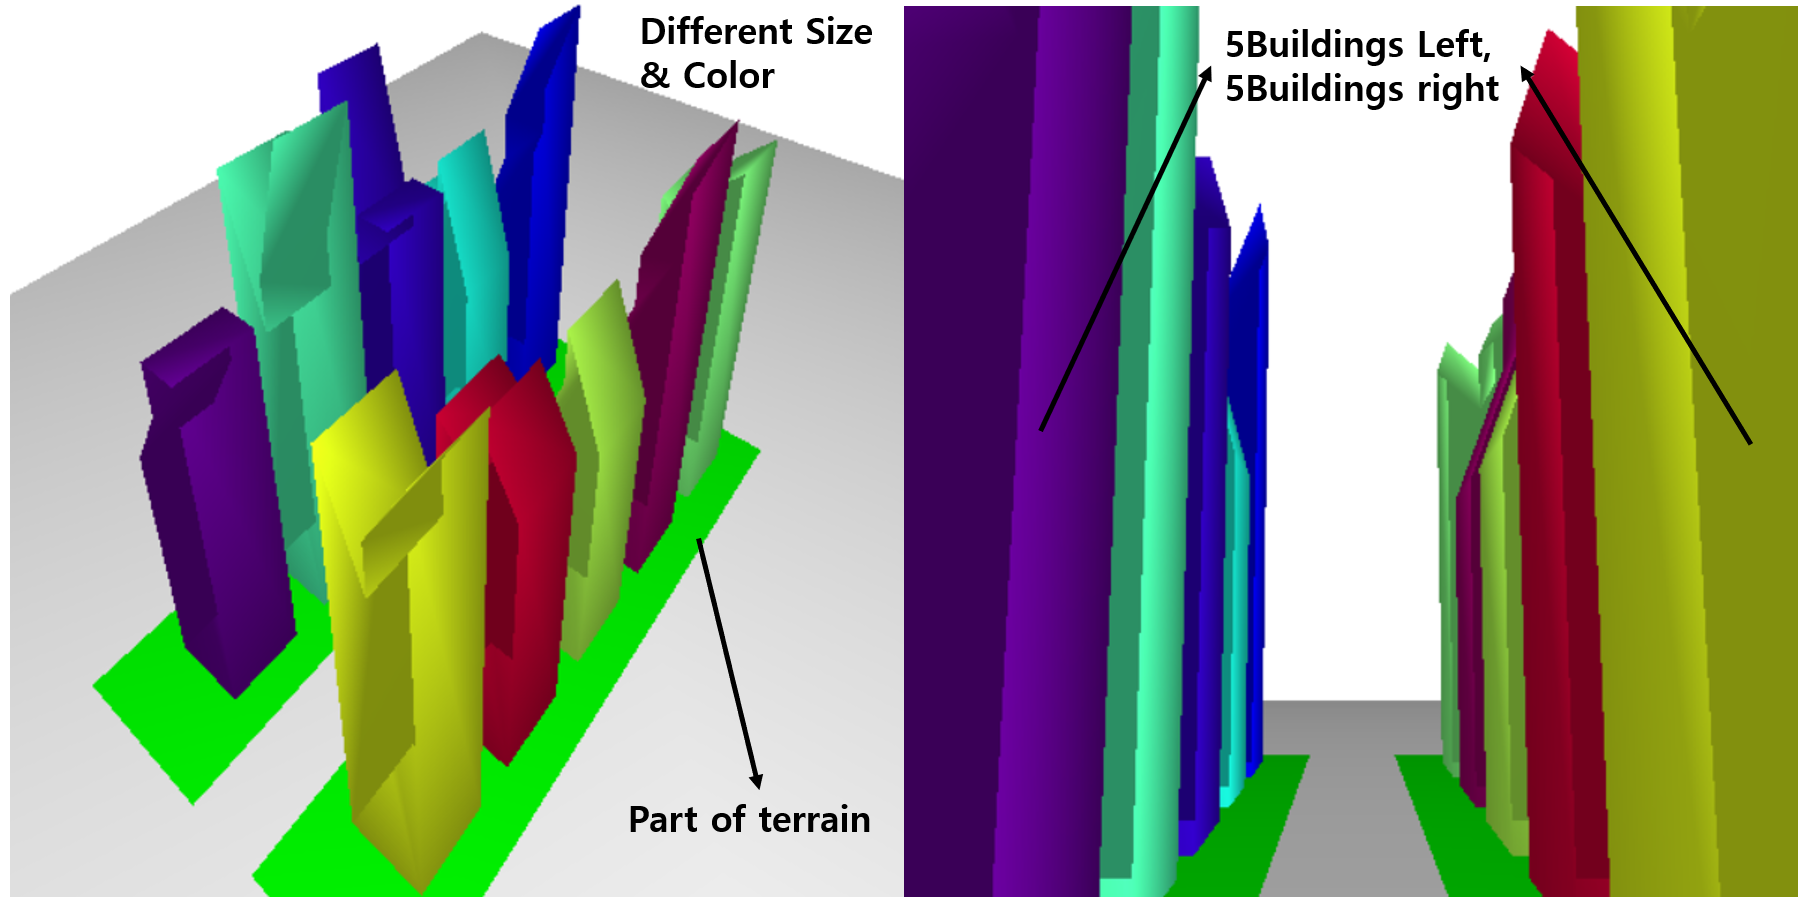 Different Size
& Color
Part of terrain
5Buildings Left,
5Buildings right